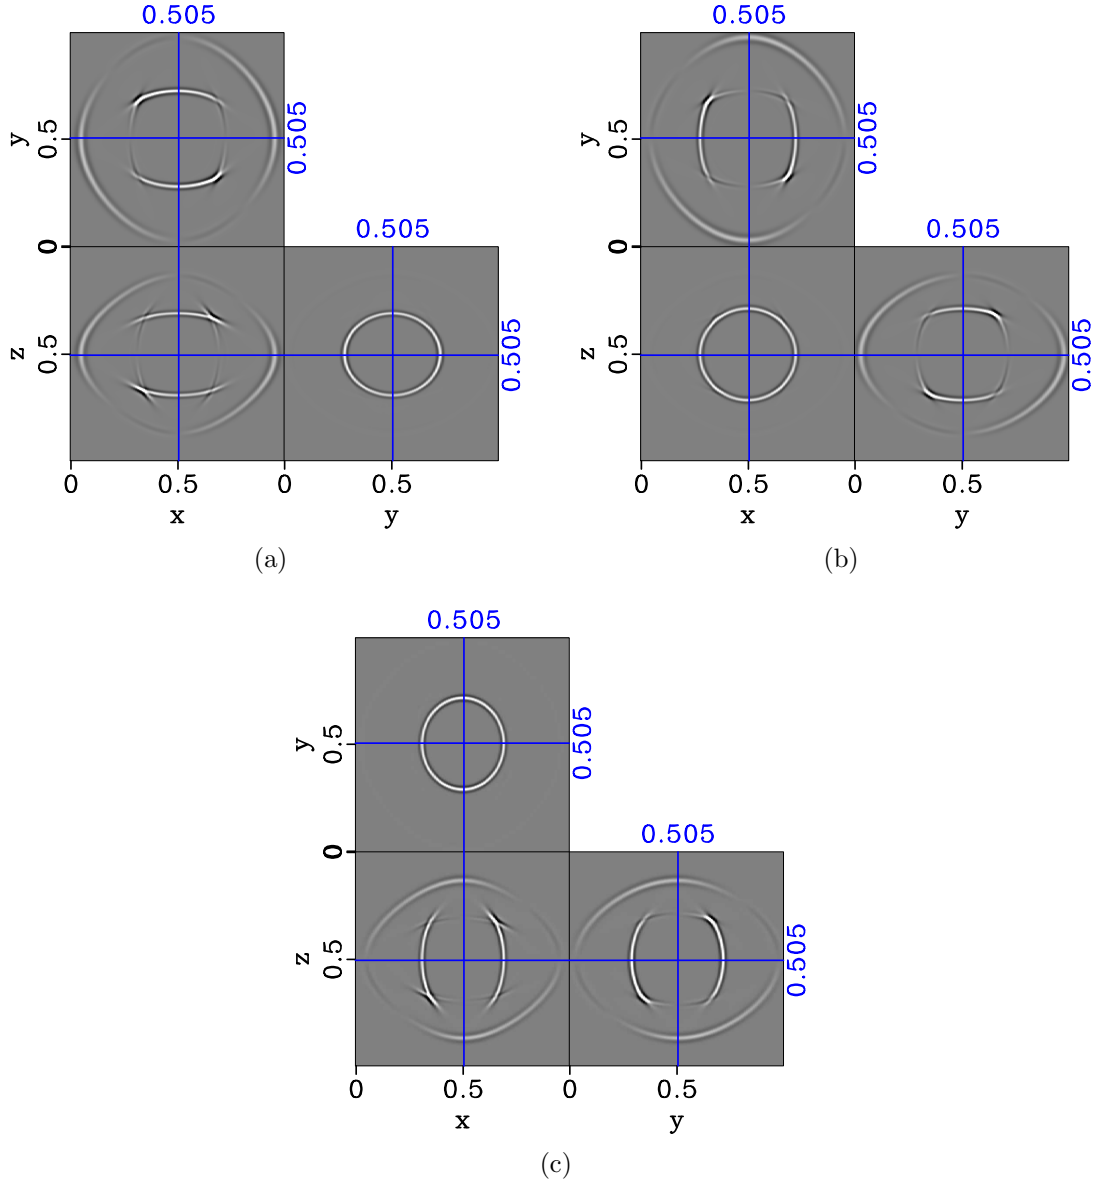 0.505 0.505
y 0.5 0.505 y 0.5 0.505
0 0.505 0 0.505
z 0.5 0.505 z 0.5 0.505
0 0.5 0 0.5 0 0.5 0 0.5
x y x y
(a) (b)
0.505
y 0.5 0.505
0 0.505
z 0.5 0.505
0 0.5 0 0.5
x y
(c)